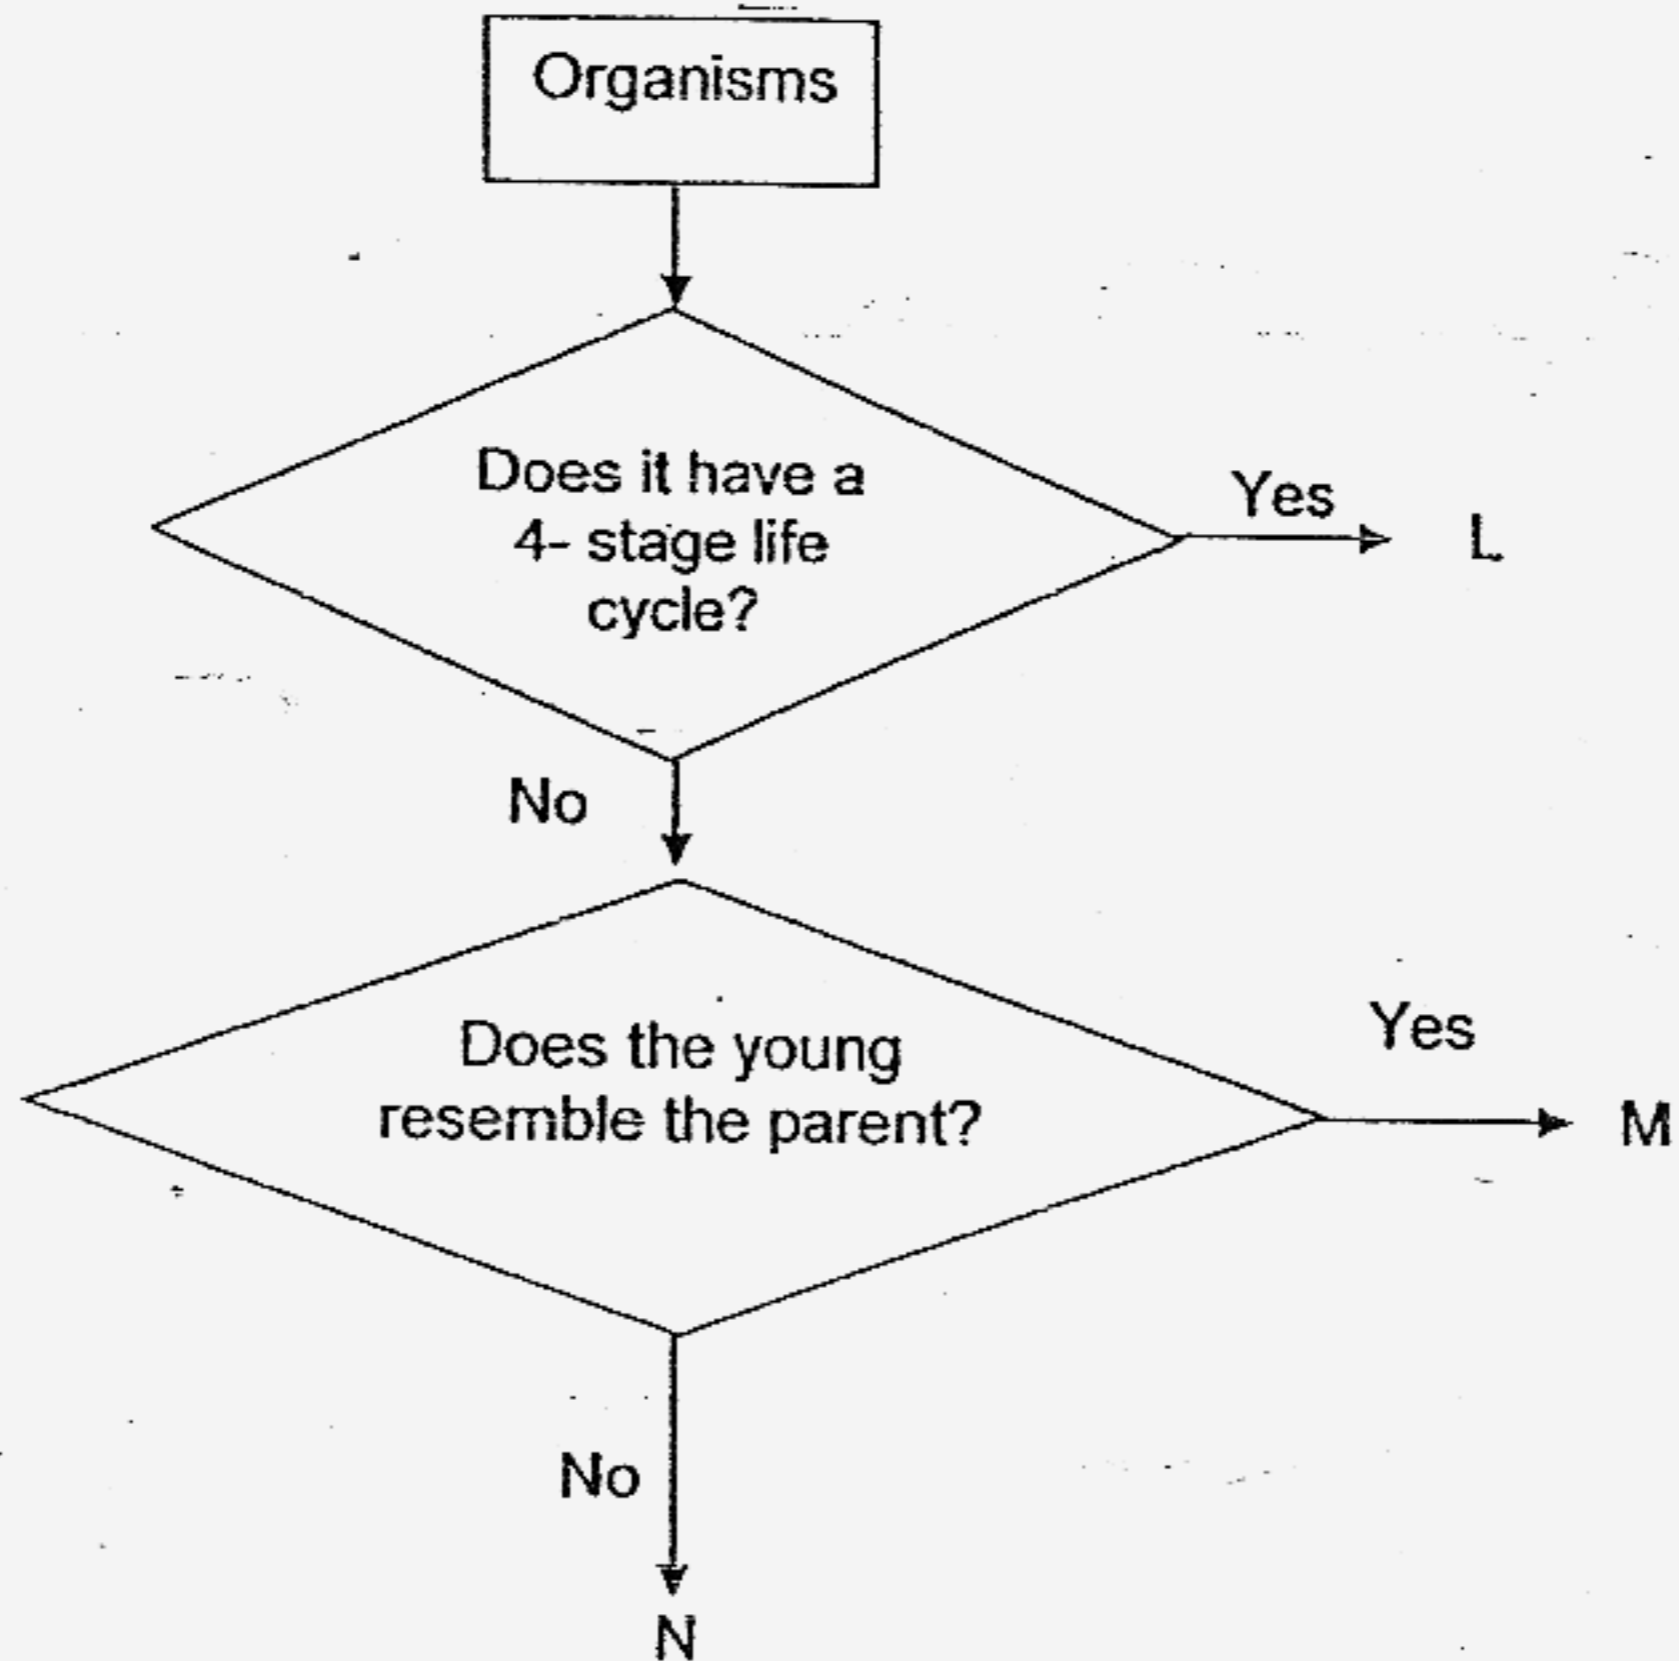 Organisms
Does it have a
4- stage life
cycle?
Yes
L
No
Does the young
resemble the parent?
Yes
M
No
N